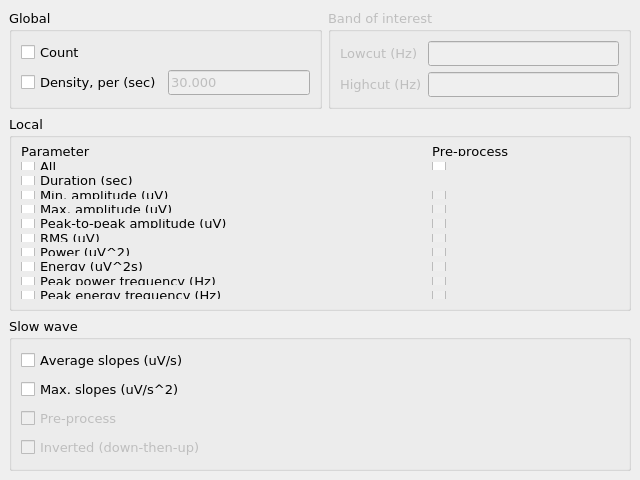 Global
Count
Density, per (sec) 30.000
Band of interest
Lowcut (Hz)
Highcut (Hz)
Local
Parameter Pre-process
All
Duration (sec)
Min. amplitude (uV)
Max. amplitude (uV)
Peak-to-peak amplitude (uV)
RMS (uV)
Power (uV^2)
Energy (uV^2s)
Peak power frequency (Hz)
Peak energy frequency (Hz)
Slow wave
Average slopes (uV/s)
Max. slopes (uV/s^2)
Pre-process
Inverted (down-then-up)